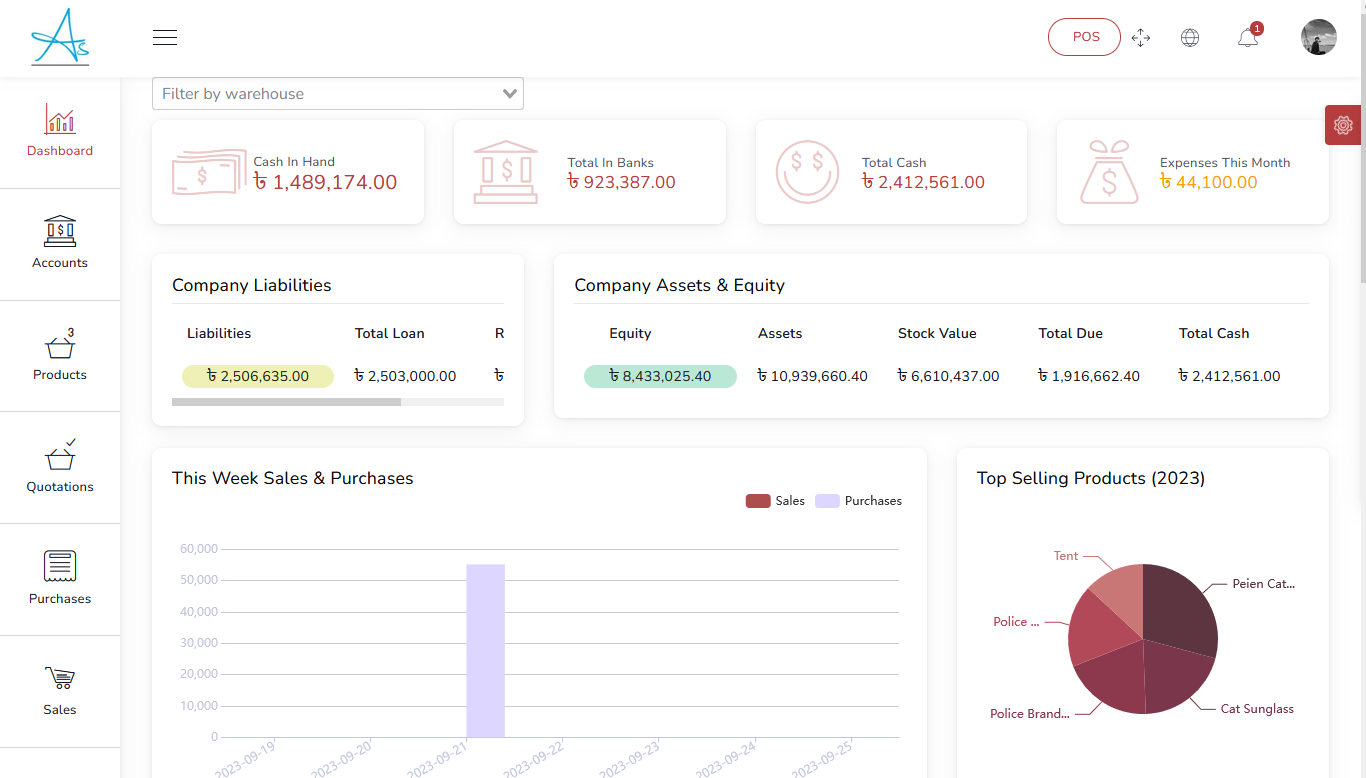 As
POS
1
Filter by warehouse
Dashboard
Cash In Hand
৳ 1,489,174.00
Total In Banks
৳ 923,387.00
Total Cash
৳ 2,412,561.00
Expenses This Month
৳ 44,100.00
Accounts
Company Liabilities
Liabilities Total Loan R
৳ 2,506,635.00 ৳ 2,503,000.00 ৳
Company Assets & Equity
Equity Assets Stock Value Total Due Total Cash
৳ 8,433,025.40 ৳ 10,939,660.40 ৳ 6,610,437.00 ৳ 1,916,662.40 ৳ 2,412,561.00
3
Products
Quotations
Purchases
Sales
This Week Sales & Purchases
Sales Purchases
60,000
50,000
40,000
30,000
20,000
10,000
0
2023-09-19 2023-09-20 2023-09-21 2023-09-22 2023-09-23 2023-09-24 2023-09-25
Top Selling Products (2023)
Tent
Peien Cat...
Police ...
Police Brand...
Cat Sunglass